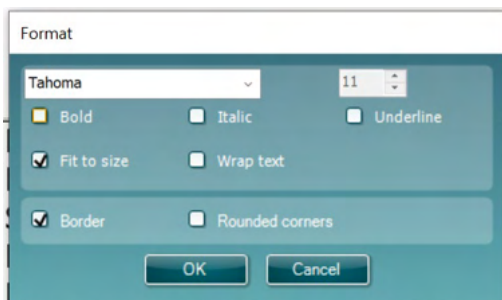 Format
Tahoma 11
Bold Italic Underline
Fit to size Wrap text
Border Rounded corners
OK Cancel